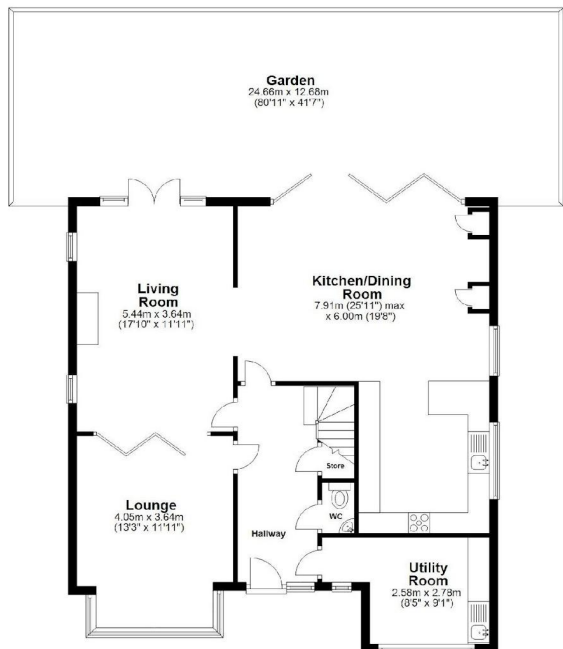 Garden
24.66m x 12.68m
(80'11" x 41'7")
Living
Room
5.44m x 3.64m
(17'10" x 11'11")
Kitchen/Dining
Room
7.91m (25'11") max
x 6.00m (19'8")
Store
Lounge
4.05m x 3.64m
(13'3" x 11'11")
WC
Hallway
Utility
Room
2.58m x 2.78m
(8'5" x 9'1")